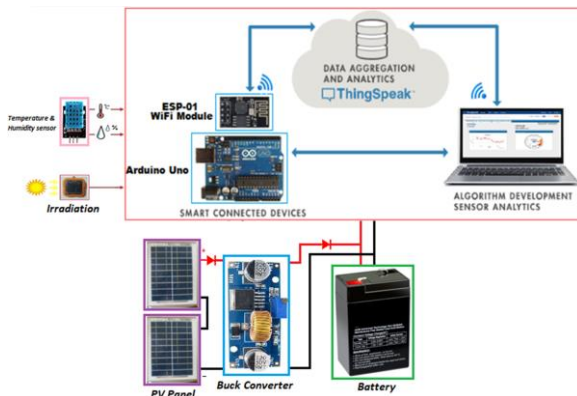 DATA AGGREGATION
AND ANALYTICS
ThingSpeak™
ESP-01
WiFi Module
Temperature &
Humidity sensor
°C
%
Arduino Uno
Irradiation
SMART CONNECTED DEVICES
ALGORITHM DEVELOPMENT
SENSOR ANALYTICS
+
−
PV Panel
Buck Converter
Battery